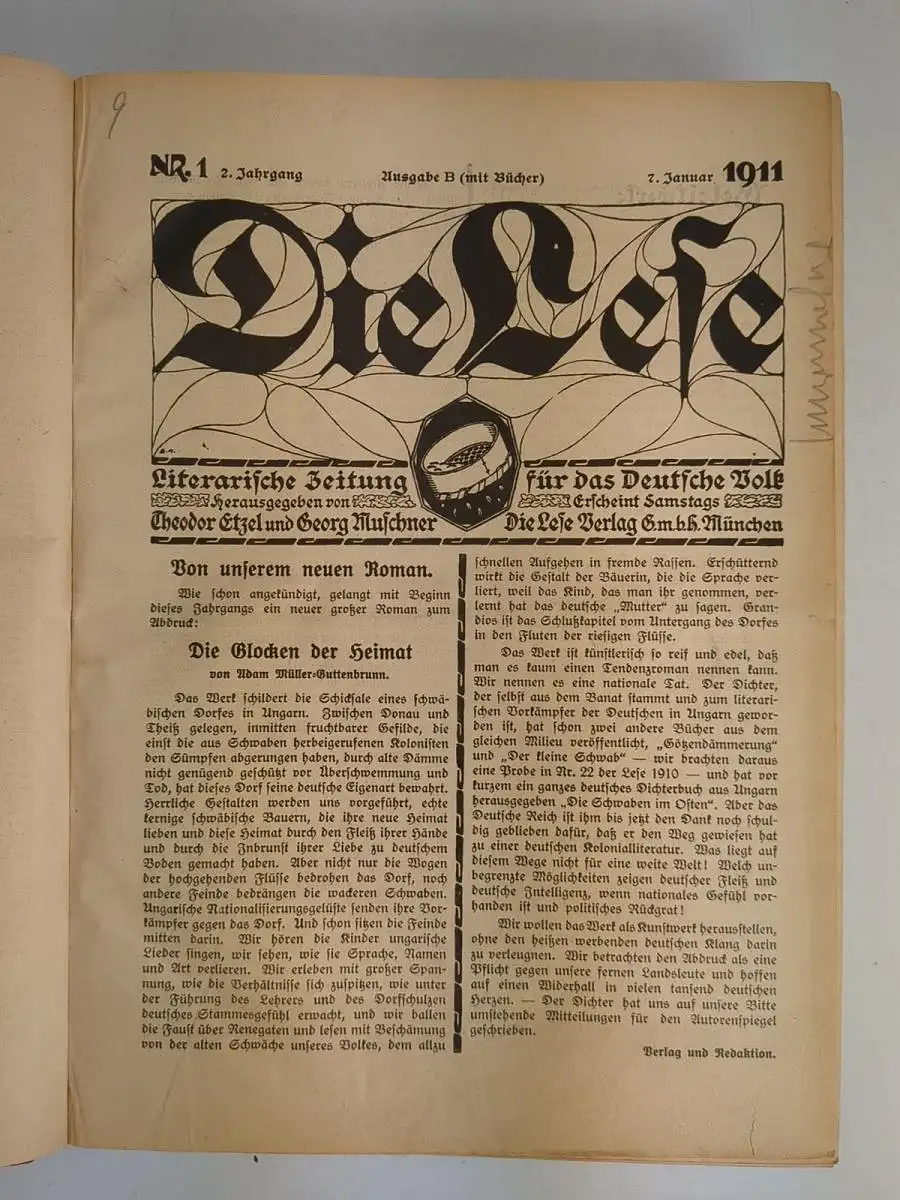 9
NR. 1 2. Jahrgang Ausgabe B (mit Bücher) 7. Januar 1911
Die Lese
Literarische Zeitung für das Deutsche Volk
Herausgegeben von Erscheint Samstags
Theodor Etzel und Georg Muschner Die Lese Verlag G.m.b.H. München
Von unserem neuen Roman.
Wie schon angekündigt, gelangt mit Beginn
dieses Jahrgangs ein neuer großer Roman zum
Abdruck:
Die Glocken der Heimat
von Adam Müller-Guttenbrunn.
Das Werk schildert die Schicksale eines schwä-
bischen Dorfes in Ungarn. Zwischen Donau und
Theiß gelegen, inmitten fruchtbarer Gefilde, die
einst die aus Schwaben herbeigerufenen Kolonisten
den Sümpfen abgerungen haben, durch alte Dämme
nicht genügend geschützt vor Überschwemmung und
Tod, hat dieses Dorf seine deutsche Eigenart bewahrt.
Herrliche Gestalten werden uns vorgeführt, echte
kernige schwäbische Bauern, die ihre neue Heimat
lieben und diese Heimat durch den Fleiß ihrer Hände
und durch die Inbrunst ihrer Liebe zu deutschem
Boden gemacht haben. Aber nicht nur die Wogen
der hochgehenden Flüsse bedrohen das Dorf, noch
andere Feinde bedrängen die wackeren Schwaben.
Ungarische Nationalisierungsgelüste senden ihre Vor-
kämpfer gegen das Dorf. Und schon sitzen die Feinde
mitten darin. Wir hören die Kinder ungarische
Lieder singen, wir sehen, wie sie Sprache, Namen
und Art verlieren. Wir erleben mit großer Span-
nung, wie die Verhältnisse sich zuspitzen, wie unter
der Führung des Lehrers und des Dorfschulzen
deutsches Stammesgefühl erwacht, und wir ballen
die Faust über Renegaten und lesen mit Beschämung
von der alten Schwäche unseres Volkes, dem allzu
schnellen Aufgehen in fremde Rassen. Erschütternd
wirkt die Gestalt der Bäuerin, die die Sprache ver-
liert, weil das Kind, das man ihr genommen, ver-
lernt hat das deutsche „Mutter“ zu sagen. Gran-
dios ist das Schlußkapitel vom Untergang des Dorfes
in den Fluten der riesigen Flüsse.
Das Werk ist künstlerisch so reif und edel, daß
man es kaum einen Tendenzroman nennen kann.
Wir nennen es eine nationale Tat. Der Dichter,
der selbst aus dem Banat stammt und zum literari-
schen Vorkämpfer der Deutschen in Ungarn gewor-
den ist, hat schon zwei andere Bücher aus dem
gleichen Milieu veröffentlicht, „Götzendämmerung“
und „Der kleine Schwab“ — wir brachten daraus
eine Probe in Nr. 22 der Lese 1910 — und hat vor
kurzem ein ganzes deutsches Dichterbuch aus Ungarn
herausgegeben „Die Schwaben im Osten“. Aber das
Deutsche Reich ist ihm bis jetzt den Dank noch schul-
dig geblieben dafür, daß er den Weg gewiesen hat
zu einer deutschen Kolonialliteratur. Was liegt auf
diesem Wege nicht für eine weite Welt! Welch un-
begrenzte Möglichkeiten zeigen deutscher Fleiß und
deutsche Intelligenz, wenn nationales Gefühl vor-
handen ist und politisches Rückgrat!
Wir wollen das Werk als Kunstwerk herausstellen,
ohne den heißen werbenden deutschen Klang darin
zu verleugnen. Wir betrachten den Abdruck als eine
Pflicht gegen unsere fernen Landsleute und hoffen
auf einen Widerhall in vielen tausend deutschen
Herzen. — Der Dichter hat uns auf unsere Bitte
umstehende Mitteilungen für den Autorenspiegel
geschrieben.
Verlag und Redaktion.